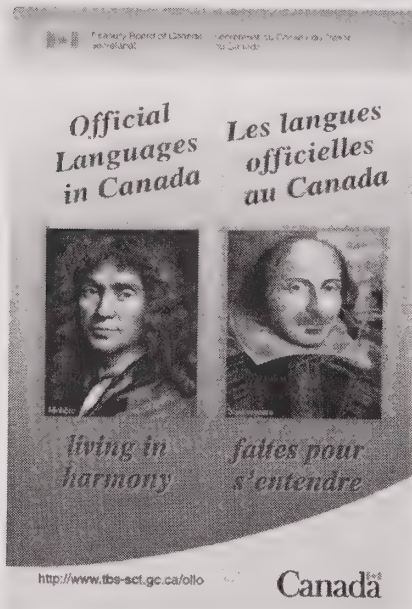 Treasury Board of Canada
Secretariat
Secrétariat du Conseil du Trésor
du Canada
Official
Languages
in Canada
Les langues
officielles
au Canada
Molière
Shakespeare
living in
harmony
faites pour
s'entendre
http://www.tbs-sct.gc.ca/ollo
Canada